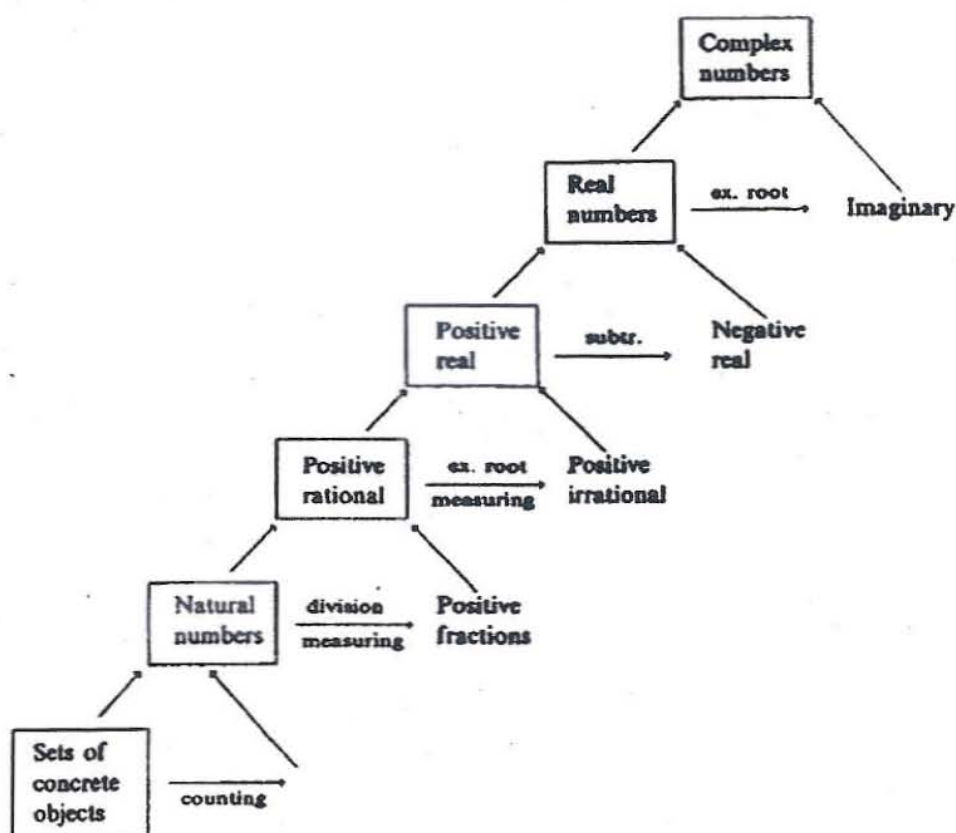 Complex
numbers
Real
numbers
ex. root
Imaginary
Positive
real
subtr.
Negative
real
Positive
rational
ex. root
measuring
Positive
irrational
Natural
numbers
division
measuring
Positive
fractions
Sets of
concrete
objects
counting